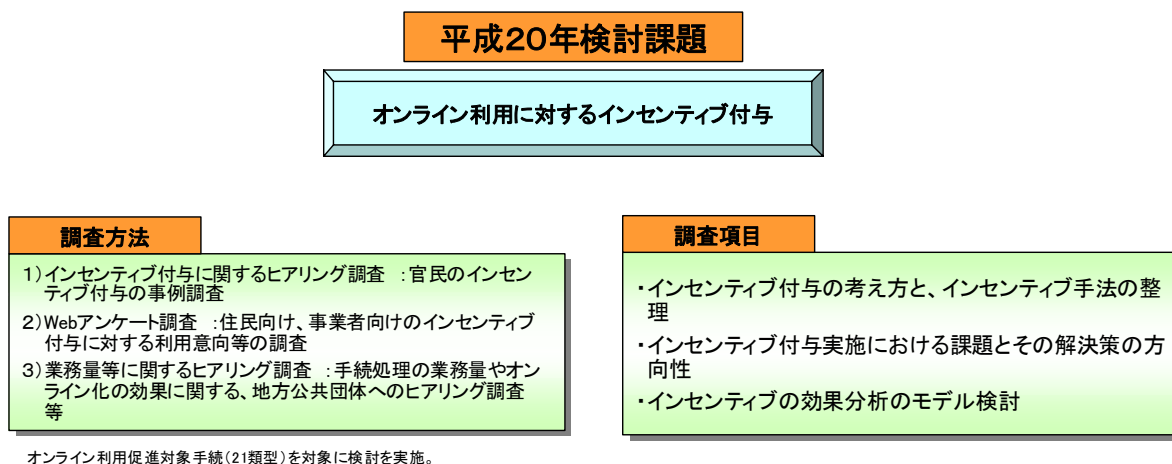 平成20年検討課題
オンライン利用に対するインセンティブ付与
調査方法
1)インセンティブ付与に関するヒアリング調査 :官民のインセン
ティブ付与の事例調査
2)Webアンケート調査 :住民向け、事業者向けのインセンティブ
付与に対する利用意向等の調査
3)業務量等に関するヒアリング調査 :手続処理の業務量やオン
ライン化の効果に関する、地方公共団体へのヒアリング調査
等
オンライン利用促進対象手続(21類型)を対象に検討を実施。
調査項目
・インセンティブ付与の考え方と、インセンティブ手法の整
理
・インセンティブ付与実施における課題とその解決策の方
向性
・インセンティブの効果分析のモデル検討